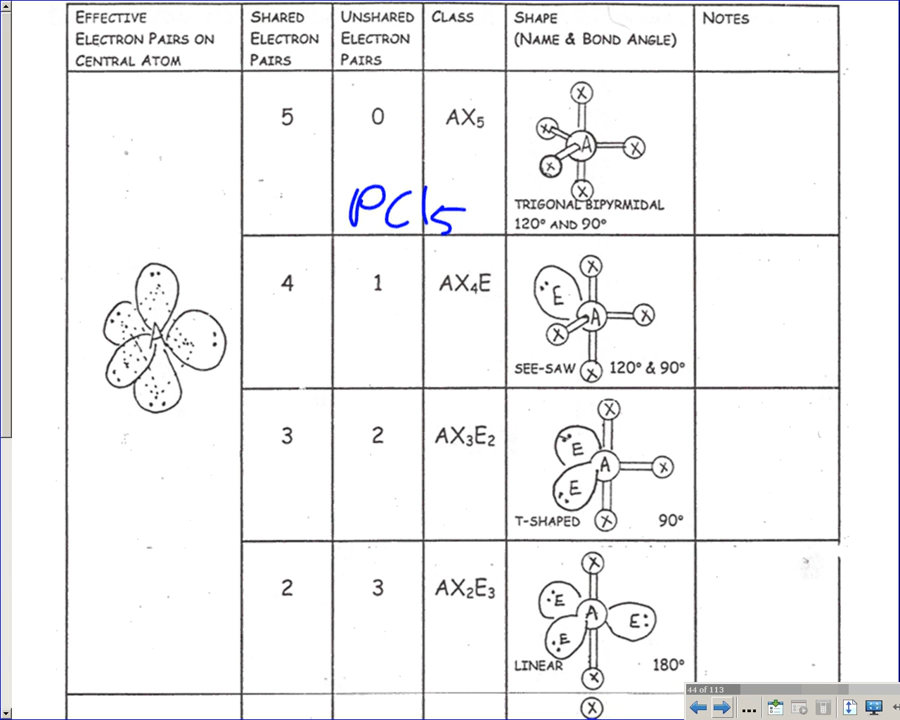 EFFECTIVE
ELECTRON PAIRS ON
CENTRAL ATOM
SHARED
ELECTRON
PAIRS
UNSHARED
ELECTRON
PAIRS
CLASS
SHAPE
(NAME & BOND ANGLE)
NOTES
A
5
0
AX₅
PCl5
X
X
A
X
X
X
TRIGONAL BIPYRMIDAL
120° AND 90°
4
1
AX₄E
X
E
A
X
X
X
SEE-SAW 120° & 90°
3
2
AX₃E₂
X
E
A
X
E
X
T-SHAPED 90°
2
3
AX₂E₃
X
E
A
E
E
X
LINEAR 180°
X
44 of 113